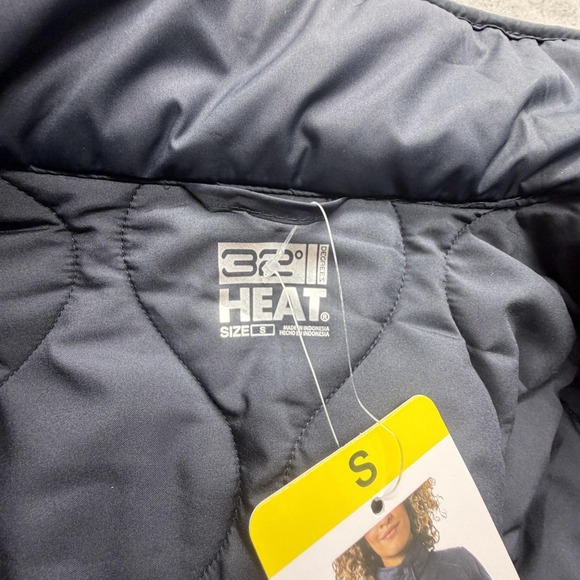 32° DEGREES
HEAT®
SIZE S MADE IN INDONESIA
HECHO EN INDONESIA
S